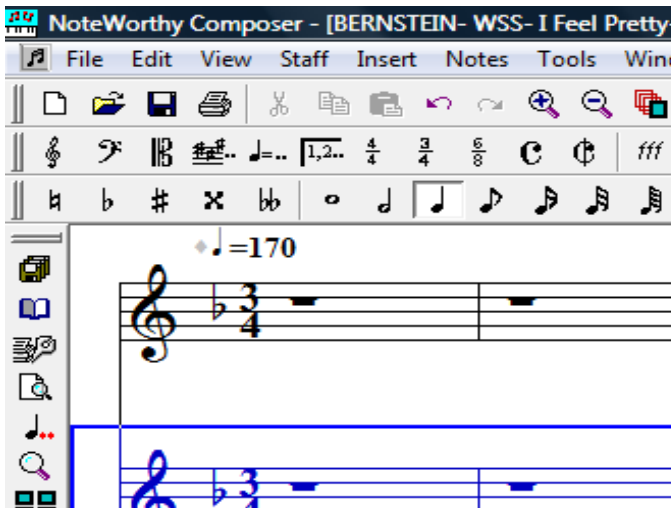 NoteWorthy Composer - [BERNSTEIN- WSS- I Feel Pretty-
File Edit View Staff Insert Notes Tools Wind
1,2.. 4/4 3/4 6/8 C fff
=170
3/4
3/4